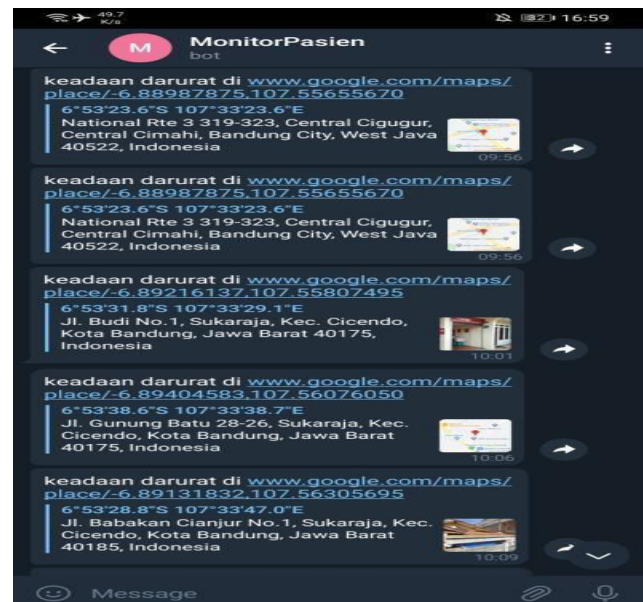 49.7
K/s
82 16:59
M
MonitorPasien
bot
keadaan darurat di www.google.com/maps/
place/-6.88987875,107.55655670
6°53'23.6"S 107°33'23.6"E
National Rte 3 319-323, Central Cigugur,
Central Cimahi, Bandung City, West Java
40522, Indonesia
09:56
keadaan darurat di www.google.com/maps/
place/-6.88987875,107.55655670
6°53'23.6"S 107°33'23.6"E
National Rte 3 319-323, Central Cigugur,
Central Cimahi, Bandung City, West Java
40522, Indonesia
09:56
keadaan darurat di www.google.com/maps/
place/-6.89216137,107.55807495
6°53'31.8"S 107°33'29.1"E
Jl. Budi No.1, Sukaraja, Kec. Cicendo,
Kota Bandung, Jawa Barat 40175,
Indonesia
10:01
keadaan darurat di www.google.com/maps/
place/-6.89404583,107.56076050
6°53'38.6"S 107°33'38.7"E
Jl. Gunung Batu 28-26, Sukaraja, Kec.
Cicendo, Kota Bandung, Jawa Barat
40175, Indonesia
10:06
keadaan darurat di www.google.com/maps/
place/-6.89131832,107.56305695
6°53'28.8"S 107°33'47.0"E
Jl. Babakan Cianjur No.1, Sukaraja, Kec.
Cicendo, Kota Bandung, Jawa Barat
40185, Indonesia
10:09
Message